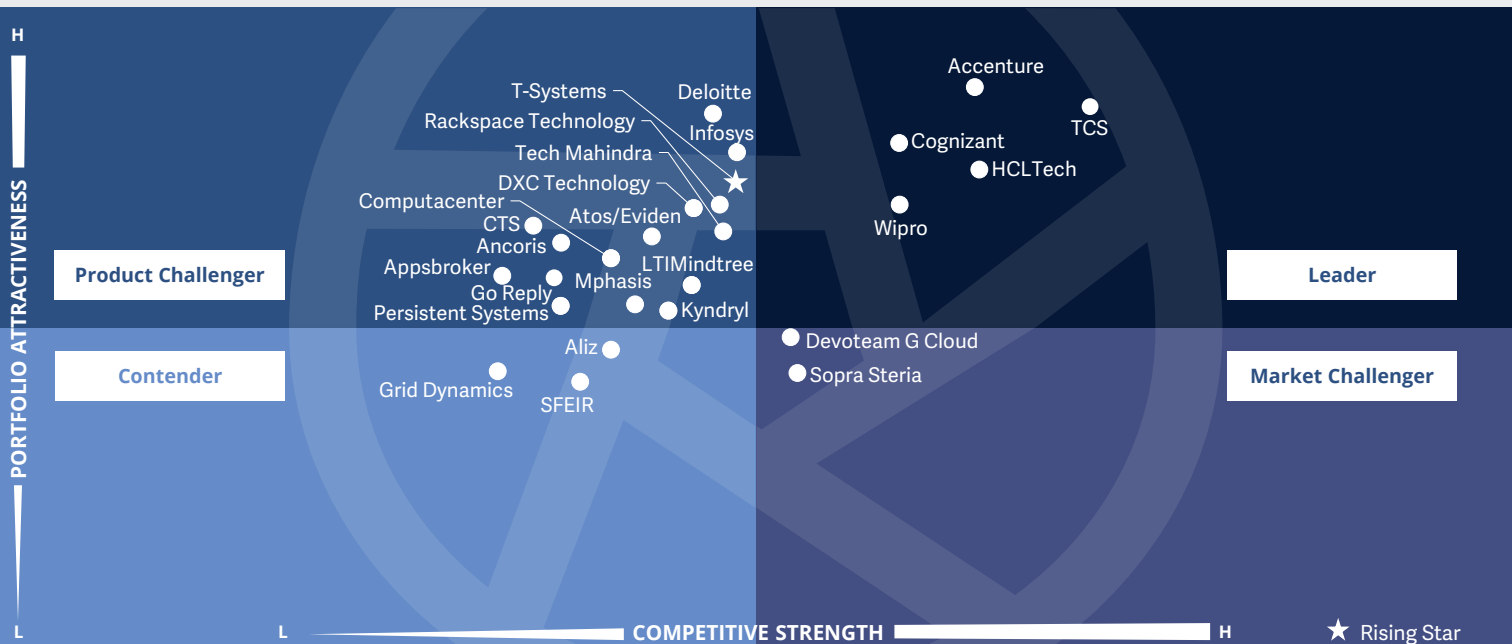 H
Accenture
T-Systems
Deloitte
Rackspace Technology
TCS
Infosys
Cognizant
Tech Mahindra
HCLTech
DXC Technology
Computacenter
Atos/Eviden
CTS
Wipro
Ancoris
Appsbroker
LTIMindtree
Product Challenger
Leader
Mphasis
Go Reply
Persistent Systems
Kyndryl
PORTFOLIO ATTRACTIVENESS
Devoteam G Cloud
Aliz
Contender
Sopra Steria
Market Challenger
Grid Dynamics
SFEIR
L
L
COMPETITIVE STRENGTH
H
Rising Star